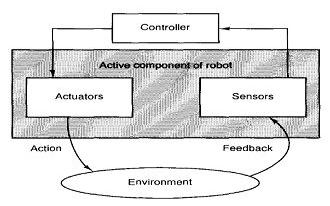 Controller
Active component of robot
Actuators
Sensors
Action
Feedback
Environment